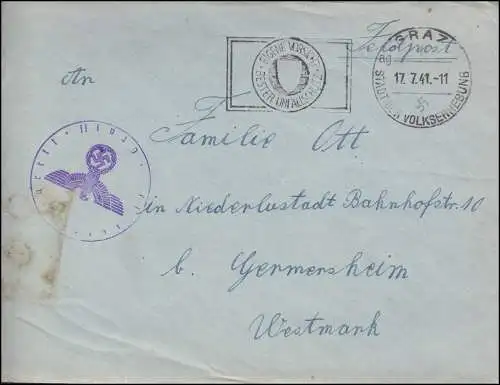 GRAZ
Feldpost
EIGENE VORSICHT
BESTER UNFALLSCHUTZ
ag
17. 7. 41.-11
STADT DER VOLKSERHEBUNG
An
Familie Ott
in Niederlustadt Bahnhofstr. 10
b. Germersheim
Westmark